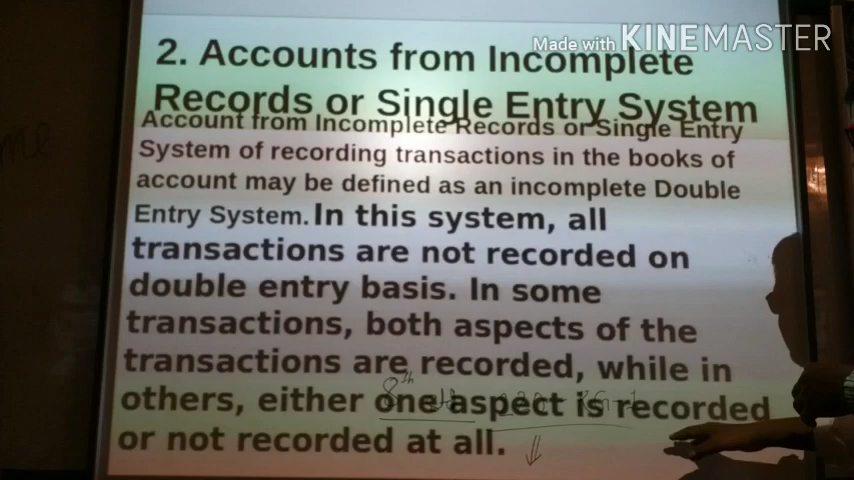 Made with KINEMASTER
2. Accounts from Incomplete
Records or Single Entry System
Account from Incomplete Records or Single Entry
System of recording transactions in the books of
account may be defined as an incomplete Double
Entry System. In this system, all
transactions are not recorded on
double entry basis. In some
transactions, both aspects of the
transactions are recorded, while in
8th
others, either one aspect is recorded
or not recorded at all.